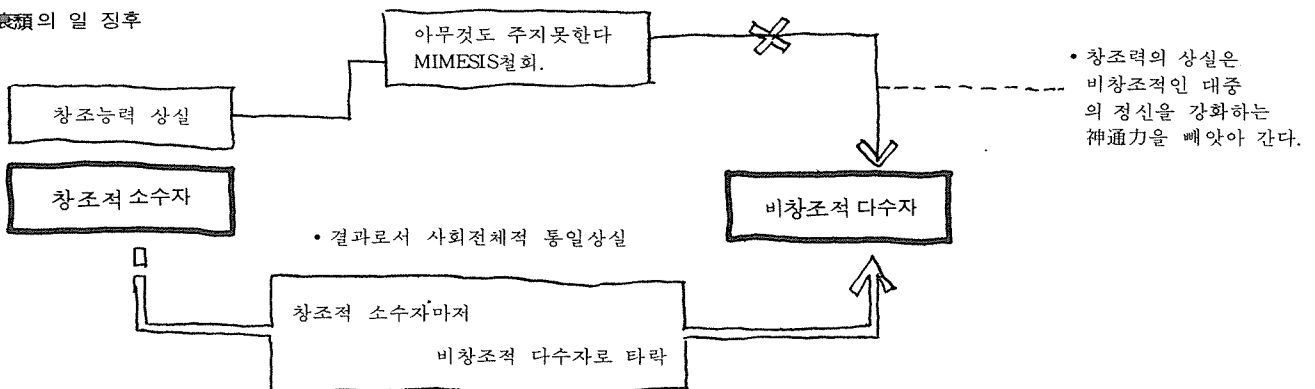 衰頹의 일 징후
아무것도 주지못한다
MIMESIS철회.
창조능력 상실
• 창조력의 상실은
비창조적인 대중
의 정신을 강화하는
神通力을 빼앗아 간다.
창조적 소수자
비창조적 다수자
• 결과로서 사회전체적 통일상실
창조적 소수자마저
비창조적 다수자로 타락